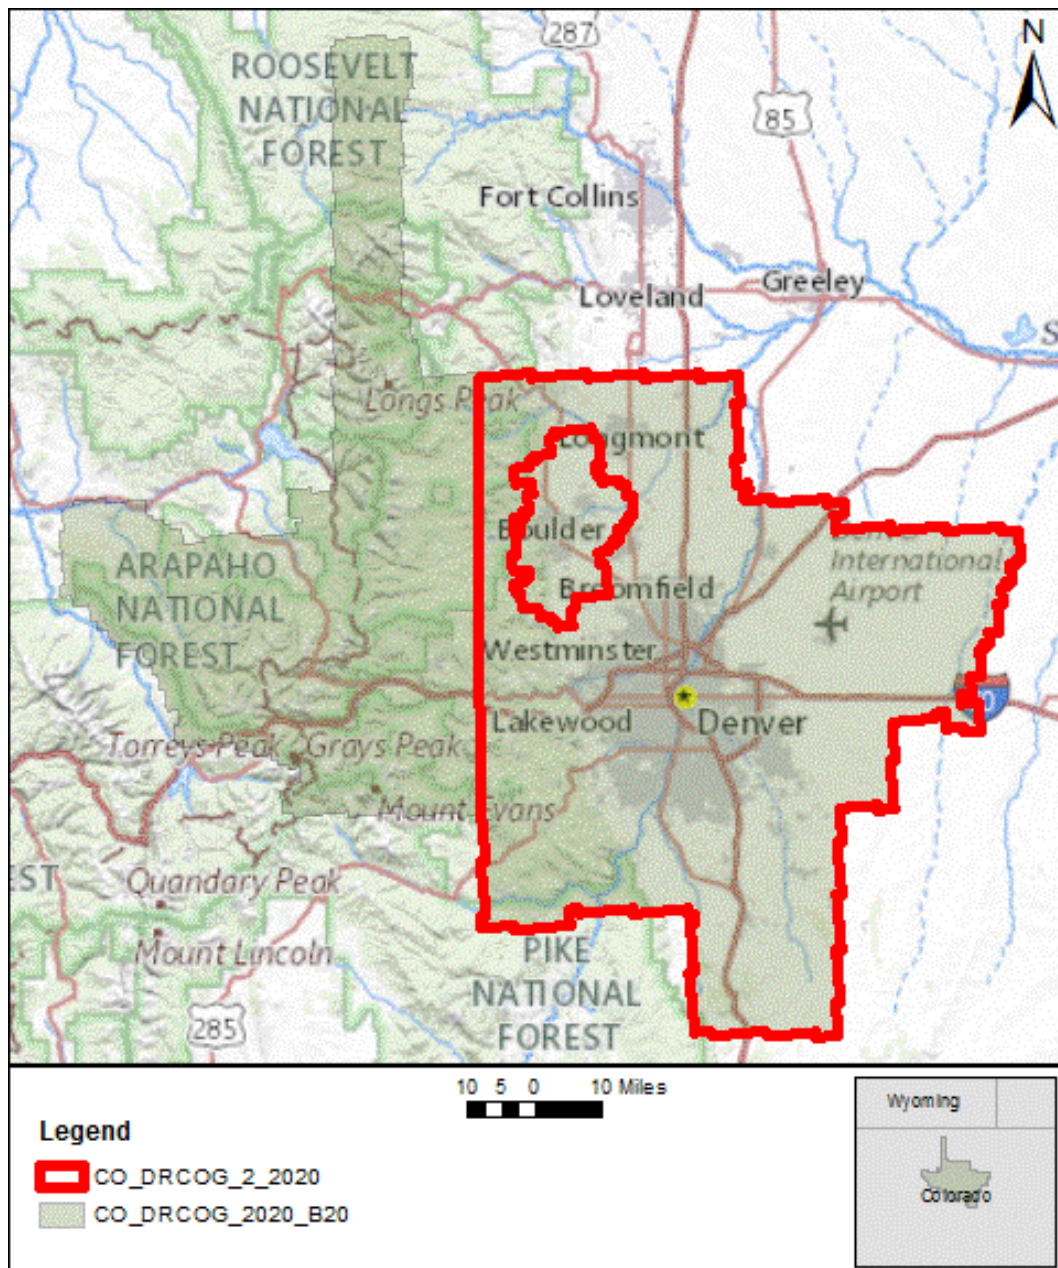 287
N
ROOSEVELT
NATIONAL
FOREST
85
Fort Collins
Greeley
Loveland
S
Longs Peak
Longmont
Boulder
International
Airport
ARAPAHO
NATIONAL
FOREST
Broomfield
Westminster
Lakewood
Denver
Torreys Peak
Grays Peak
Mount Evans
EST
Quandary Peak
Mount Lincoln
PIKE
NATIONAL
FOREST
285
10 5 0 10 Miles
Wyoming
Colorado
Legend
CO_DRCOG_2_2020
CO_DRCOG_2020_B20